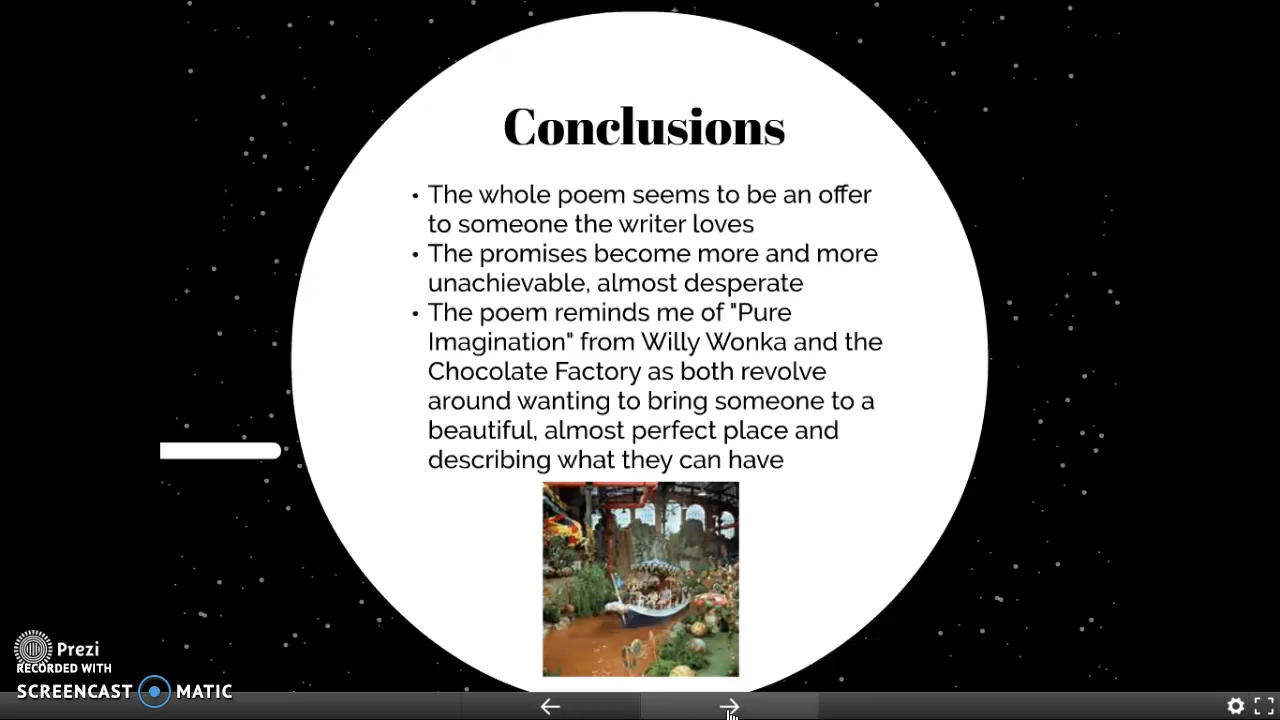 Conclusions
• The whole poem seems to be an offer
to someone the writer loves
• The promises become more and more
unachievable, almost desperate
• The poem reminds me of "Pure
Imagination" from Willy Wonka and the
Chocolate Factory as both revolve
around wanting to bring someone to a
beautiful, almost perfect place and
describing what they can have
Prezi
RECORDED WITH
SCREENCAST MATIC